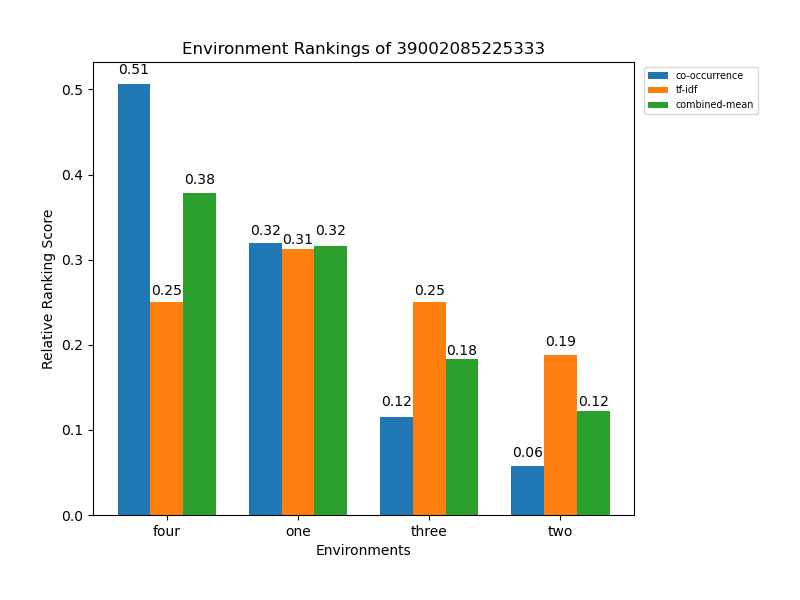 Environment Rankings of 39002085225333
co-occurrence
tf-idf
combined-mean
Relative Ranking Score
0.5
0.4
0.3
0.2
0.1
0.0
0.51
0.25
0.38
0.32
0.31
0.32
0.12
0.25
0.18
0.06
0.19
0.12
four
one
three
two
Environments